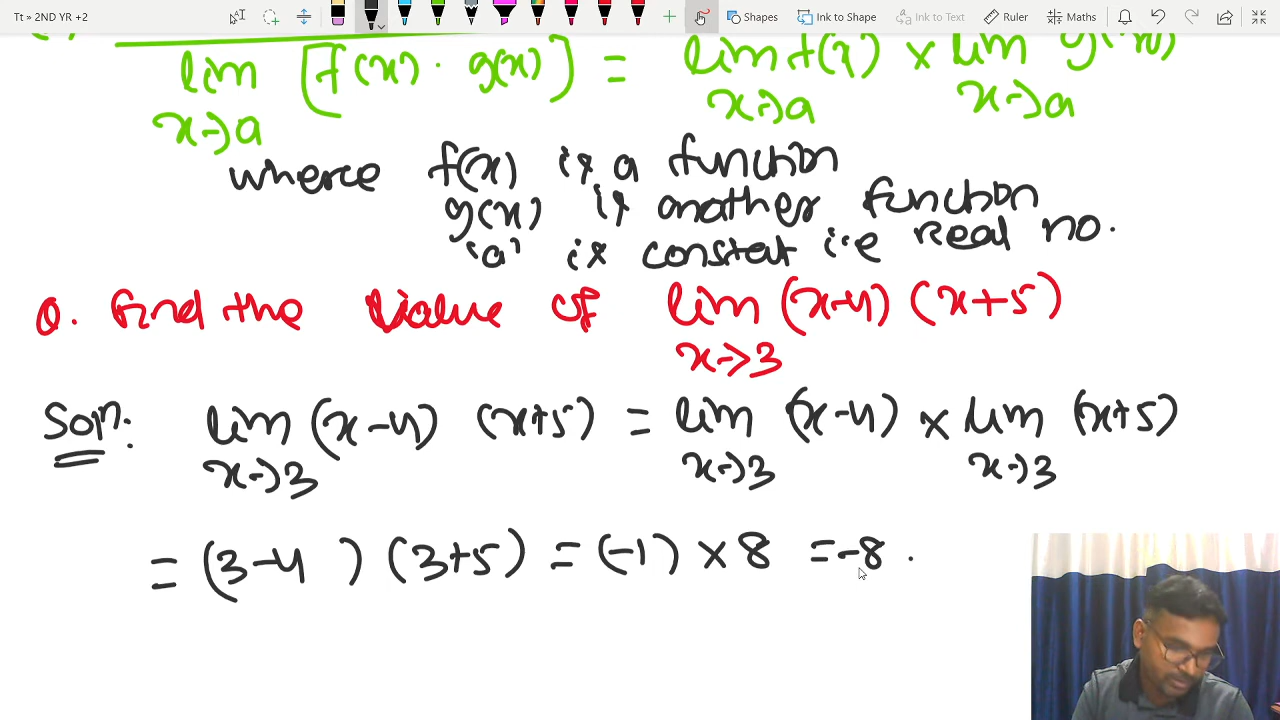 Tt » 2ND YR +2
Shapes Ink to Shape Ink to Text Ruler More
lim [f(x) · g(x)] = lim f(x) × lim g(x)
x→a x→a x→a
where f(x) is a function
g(x) is another function
'a' is constat i.e Real no.
Q. Find the Value of lim (x-4) (x+5)
x→3
Soln: lim (x-4) (x+5) = lim (x-4) × lim (x+5)
x→3 x→3 x→3
= (3-4 ) (3+5) = (-1) × 8 = -8 .